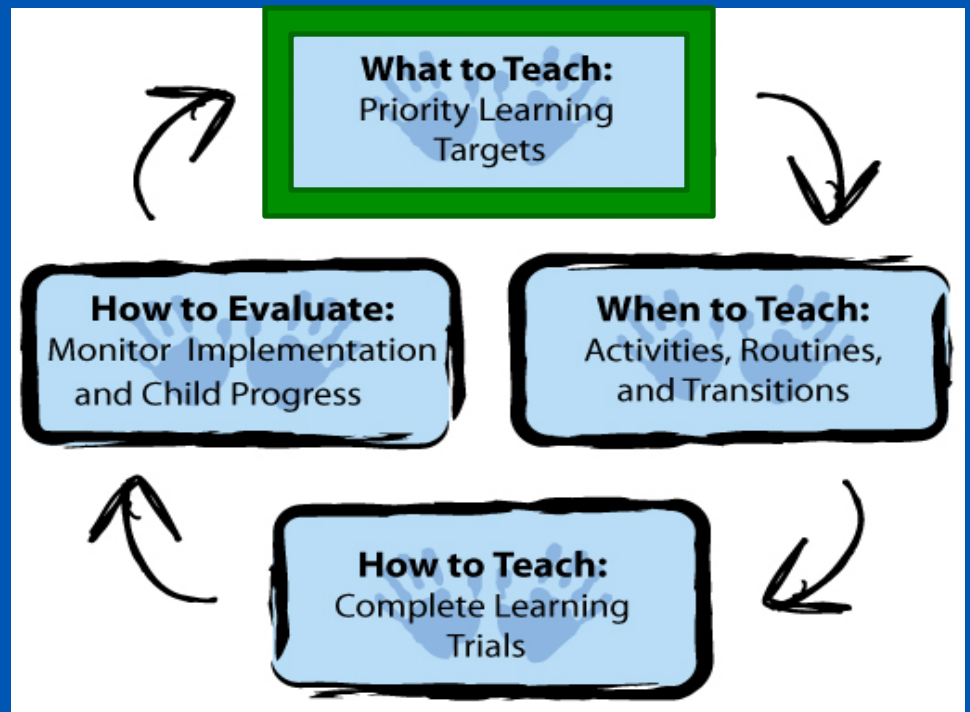 What to Teach:
Priority Learning
Targets
When to Teach:
Activities, Routines,
and Transitions
How to Teach:
Complete Learning
Trials
How to Evaluate:
Monitor Implementation
and Child Progress